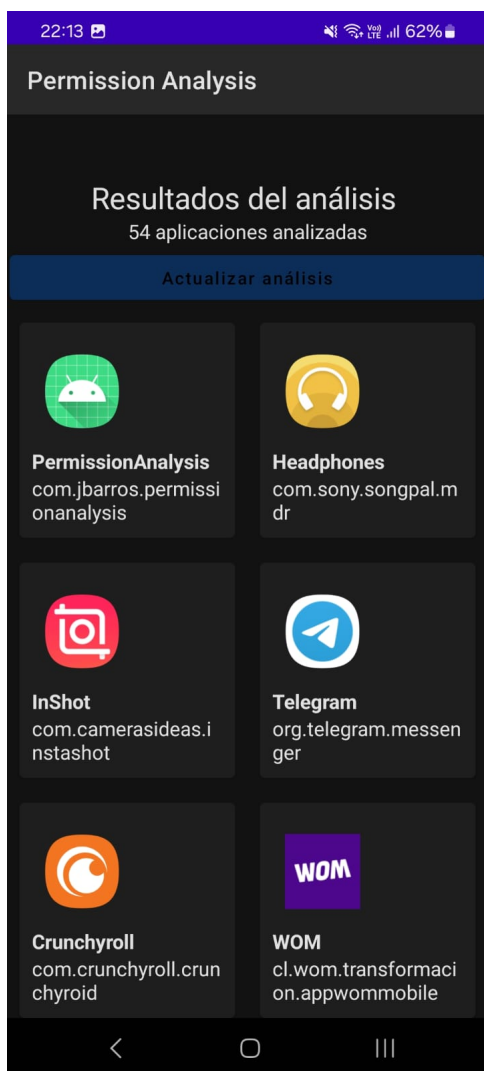 22:13 Vo)) LTE 62%
Permission Analysis
Resultados del análisis
54 aplicaciones analizadas
Actualizar análisis
PermissionAnalysis
com.jbarros.permissi
onanalysis
Headphones
com.sony.songpal.m
dr
InShot
com.camerasideas.i
nstashot
Telegram
org.telegram.messen
ger
Crunchyroll
com.crunchyroll.crun
chyroid
WOM
WOM
cl.wom.transformaci
on.appwommobile